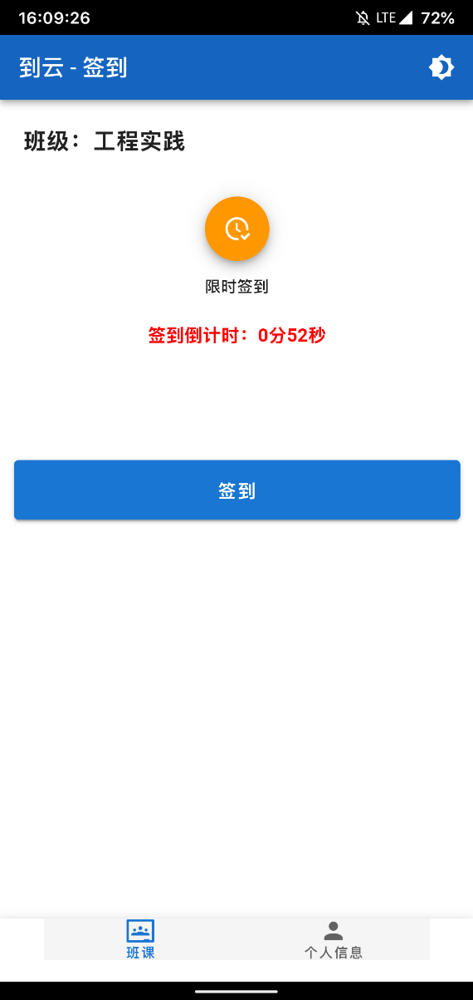 16:09:26 LTE 72%
到云 - 签到
班级：工程实践
限时签到
签到倒计时：0分52秒
签到
班课 个人信息